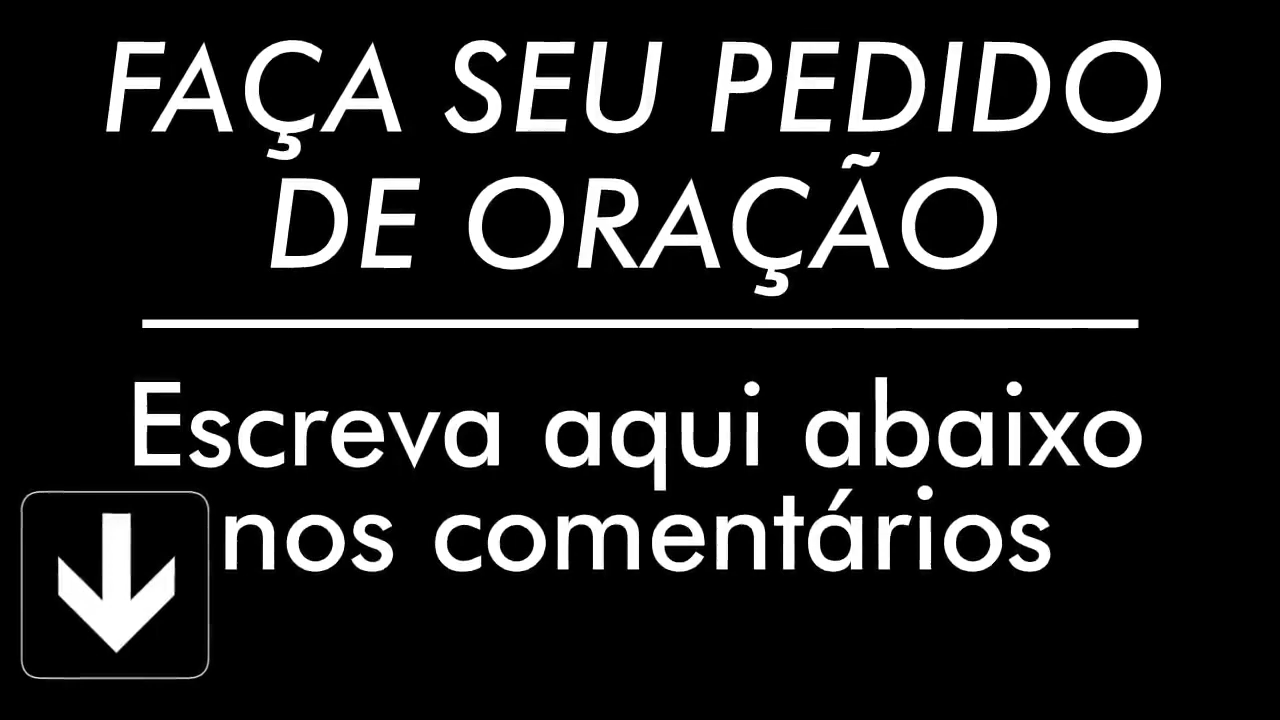 FAÇA SEU PEDIDO
DE ORAÇÃO
Escreva aqui abaixo
nos comentários